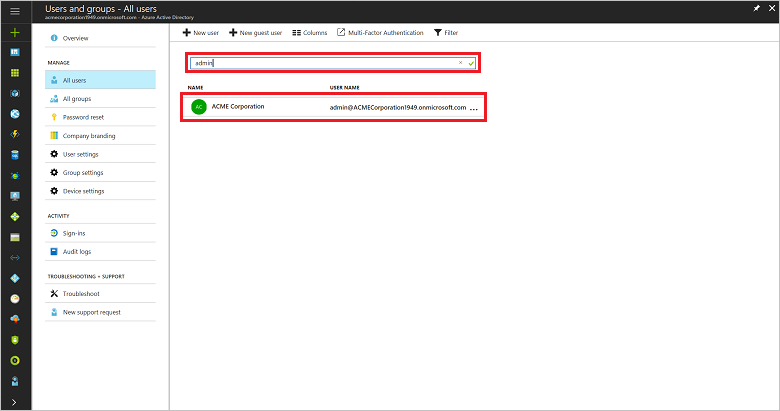 Users and groups - All users
acmecorporation1949.onmicrosoft.com - Azure Active Directory
Overview
MANAGE
All users
All groups
Password reset
Company branding
User settings
Group settings
Device settings
ACTIVITY
Sign-ins
Audit logs
TROUBLESHOOTING + SUPPORT
Troubleshoot
New support request
New user New guest user Columns Multi-Factor Authentication Filter
admin
NAME USER NAME
AC ACME Corporation admin@ACMECorporation1949.onmicrosoft.com ...